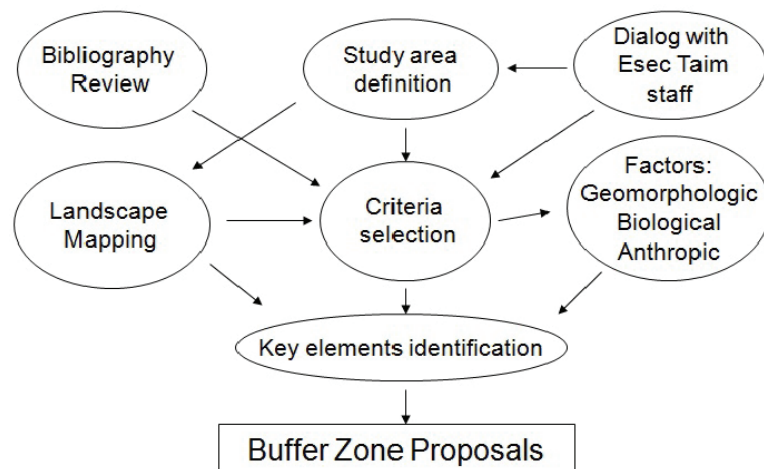 Bibliography
Review
Study area
definition
Dialog with
Esec Taim
staff
Landscape
Mapping
Criteria
selection
Factors:
Geomorphologic
Biological
Anthropic
Key elements identification
Buffer Zone Proposals